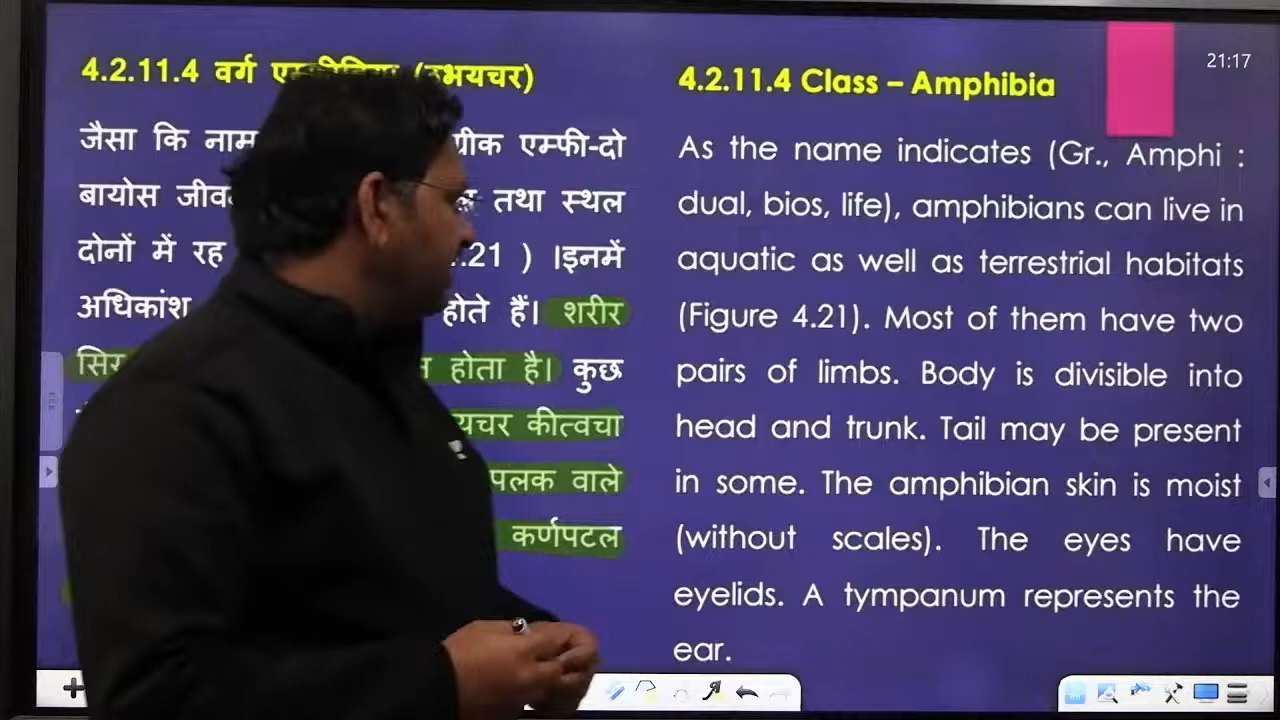 4.2.11.4 वर्ग
जैसा कि नाम ग्रीक एम्फी-दो
बायोस तथा स्थल
दोनों में रह .21 ) ।इनमें
अधिकांश होते हैं। शरीर
सिर होता है। कुछ
कीत्वचा
पलक वाले
कर्णपटल
4.2.11.4 Class – Amphibia
21:17
As the name indicates (Gr., Amphi :
dual, bios, life), amphibians can live in
aquatic as well as terrestrial habitats
(Figure 4.21). Most of them have two
pairs of limbs. Body is divisible into
head and trunk. Tail may be present
in some. The amphibian skin is moist
(without scales). The eyes have
eyelids. A tympanum represents the
ear.